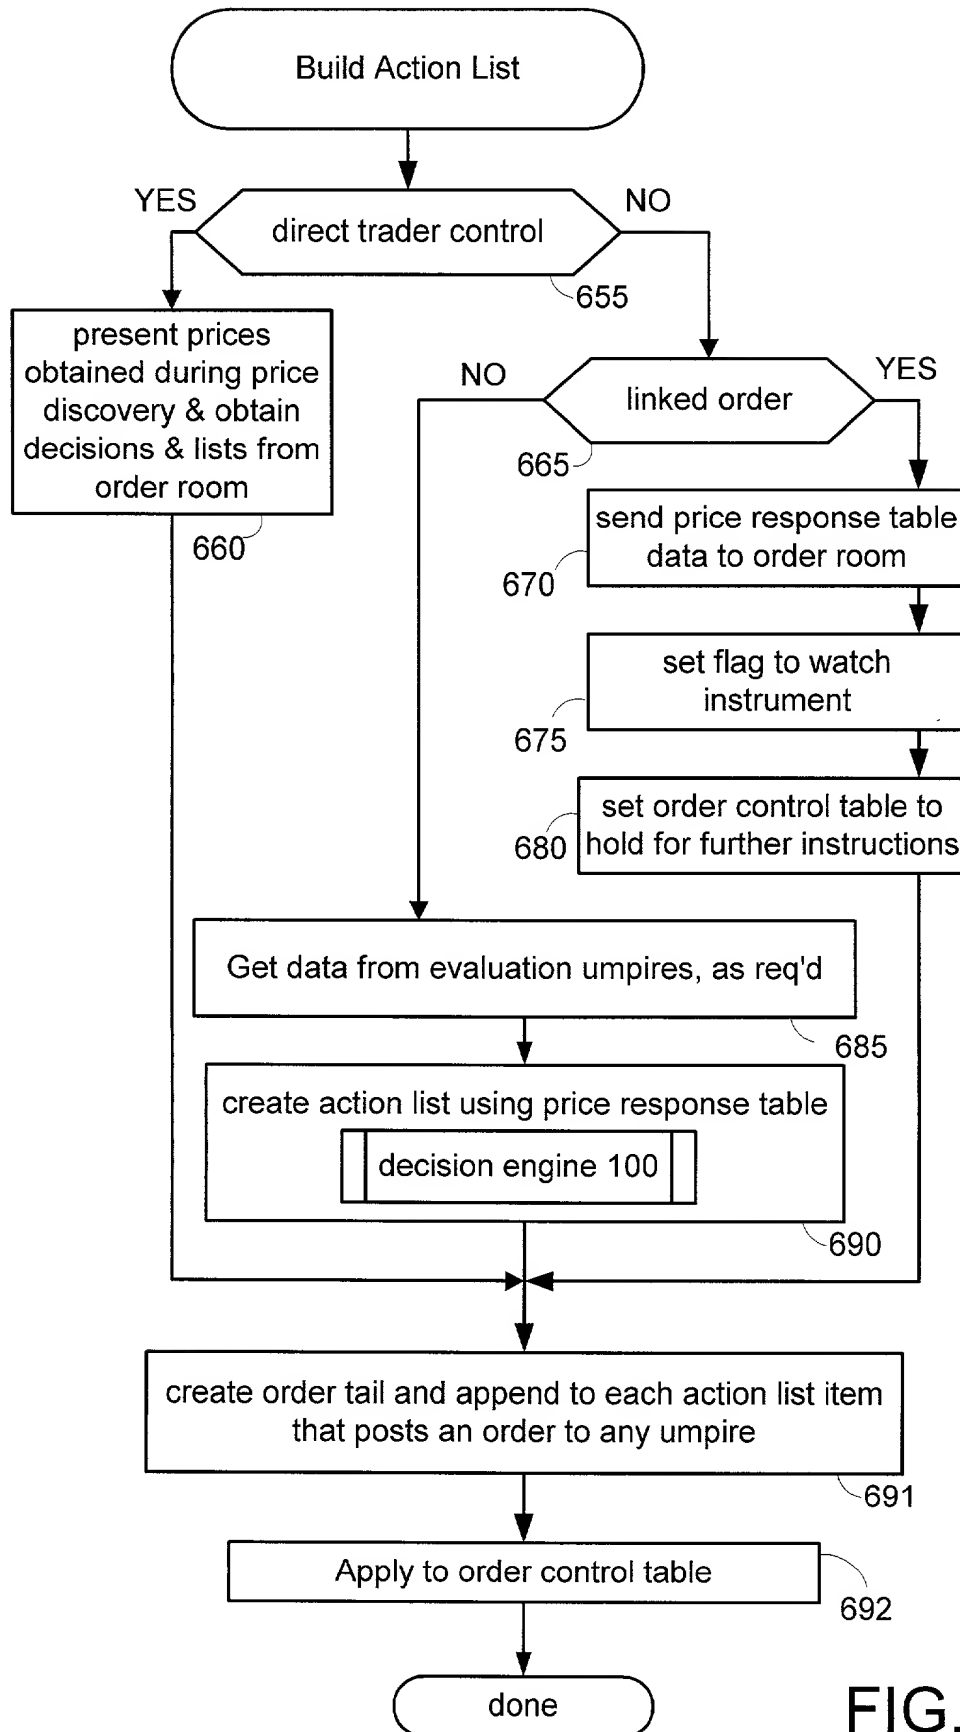 Build Action List
YES
NO
direct trader control
655
present prices
obtained during price
discovery & obtain
decisions & lists from
order room
660
NO
YES
linked order
665
send price response table
data to order room
670
set flag to watch
instrument
675
set order control table to
hold for further instructions
680
Get data from evaluation umpires, as req'd
685
create action list using price response table
decision engine 100
690
create order tail and append to each action list item
that posts an order to any umpire
691
Apply to order control table
692
done
FIG.